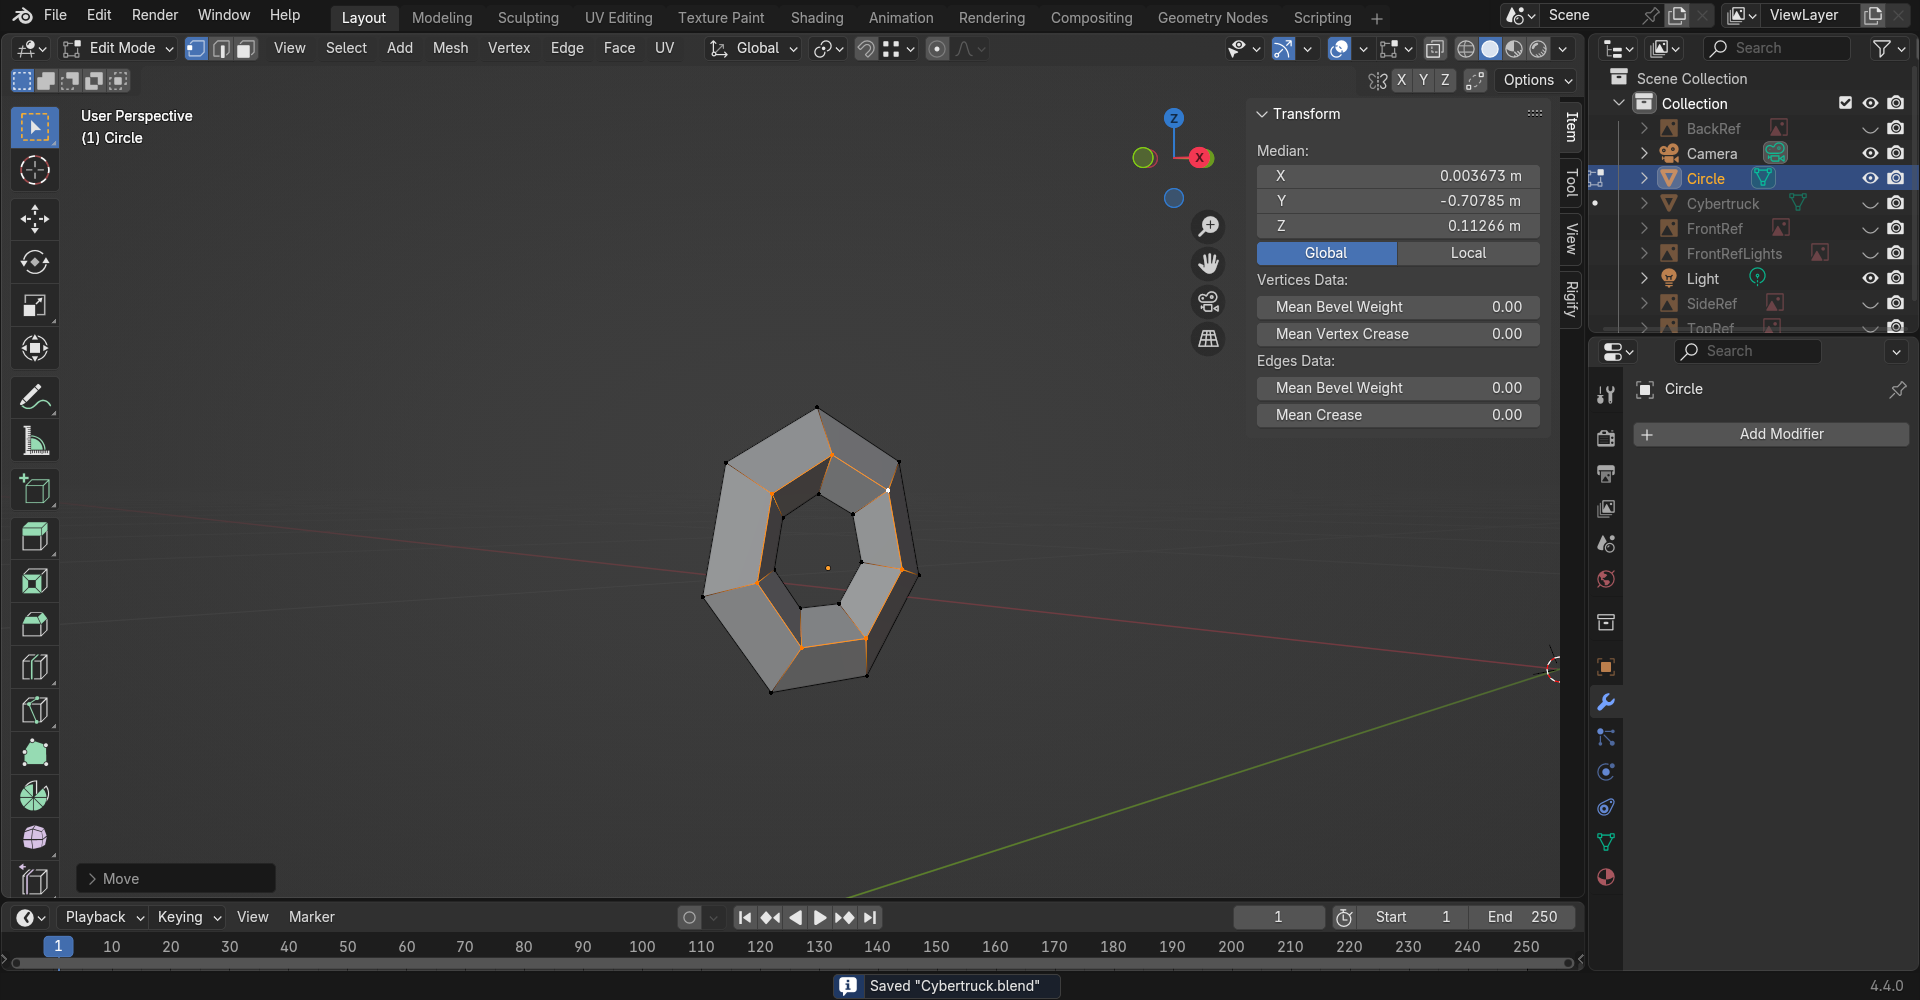 File Edit Render Window Help Layout Modeling Sculpting UV Editing Texture Paint Shading Animation Rendering Compositing Geometry Nodes Scripting + Scene ViewLayer
Edit Mode View Select Add Mesh Vertex Edge Face UV Global Search
X Y Z Options
User Perspective
(1) Circle
Z
X
Transform
Median:
X 0.003673 m
Y -0.70785 m
Z 0.11266 m
Global Local
Vertices Data:
Mean Bevel Weight 0.00
Mean Vertex Crease 0.00
Edges Data:
Mean Bevel Weight 0.00
Mean Crease 0.00
Item
Tool
View
Rigify
Scene Collection
Collection
BackRef
Camera
Circle
Cybertruck
FrontRef
FrontRefLights
Light
SideRef
TopRef
Search
Circle
+ Add Modifier
Move
Playback Keying View Marker 1 Start 1 End 250
1 10 20 30 40 50 60 70 80 90 100 110 120 130 140 150 160 170 180 190 200 210 220 230 240 250
Saved "Cybertruck.blend" 4.4.0